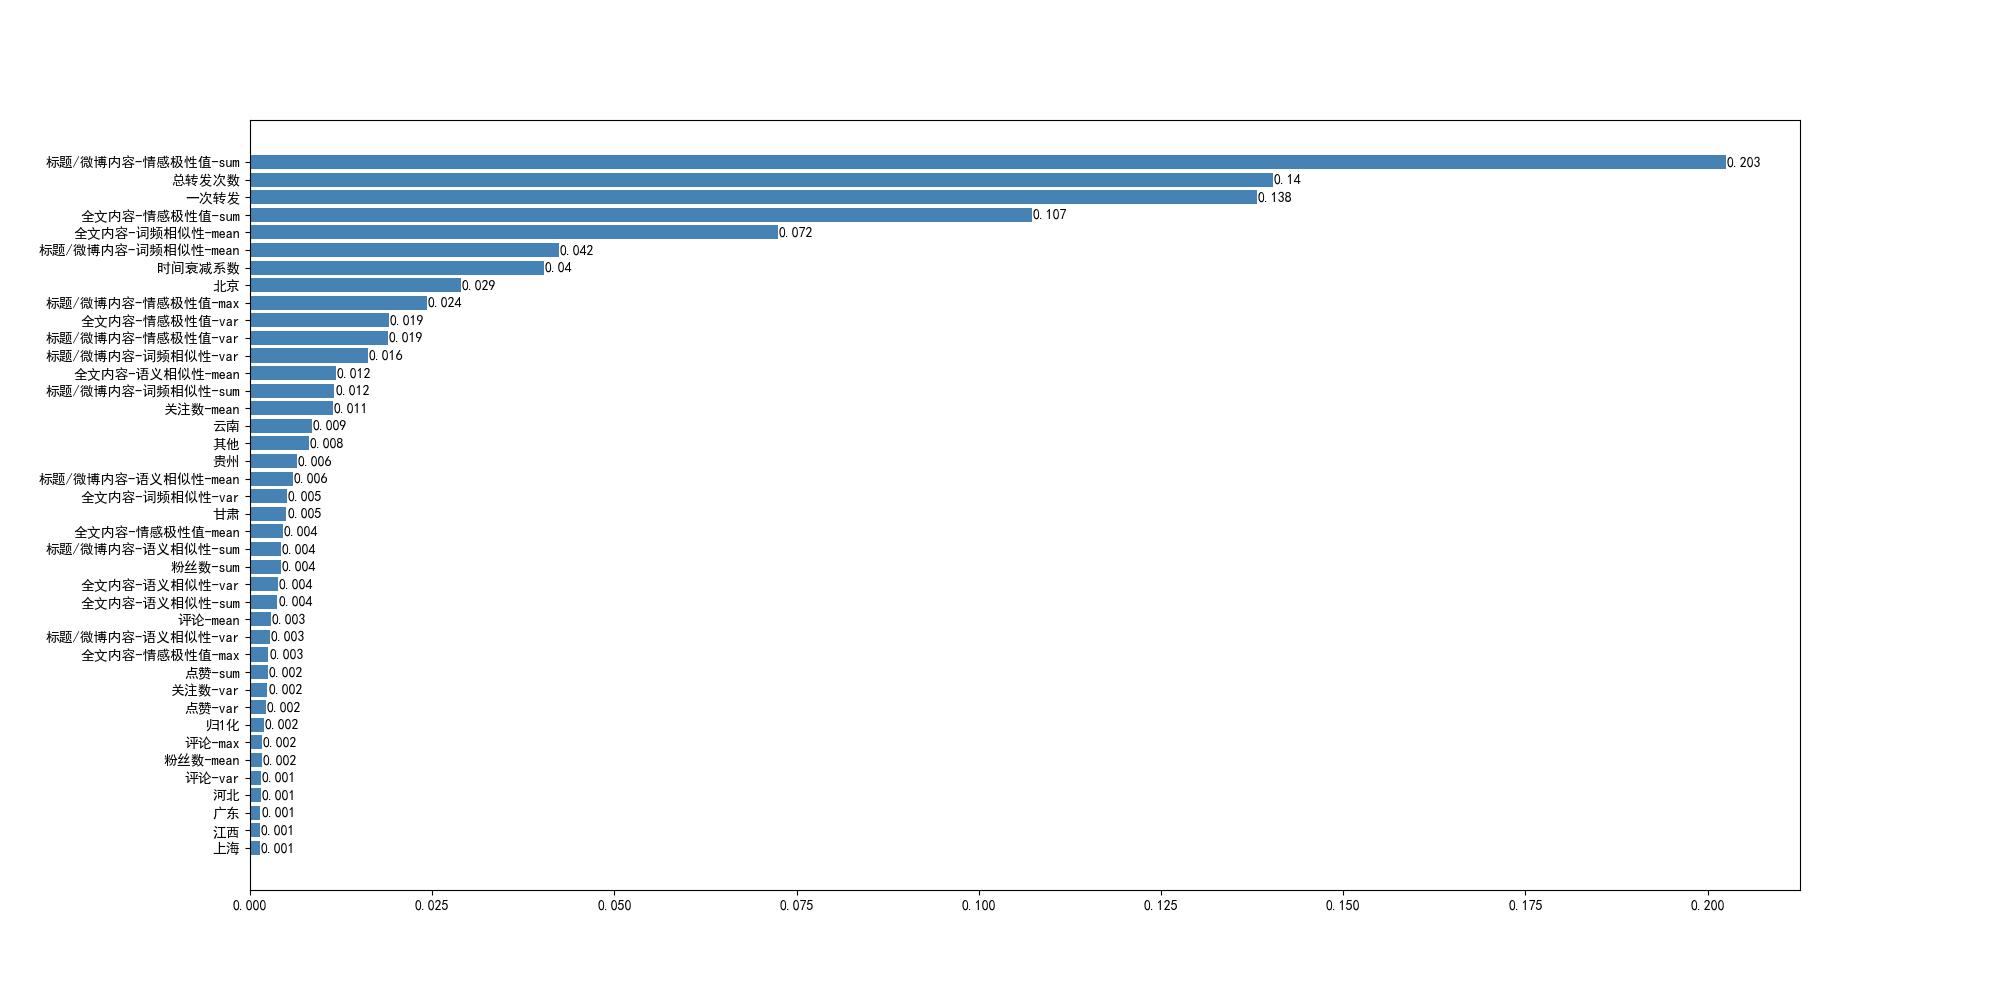 标题/微博内容-情感极性值-sum 0.203
总转发次数 0.14
一次转发 0.138
全文内容-情感极性值-sum 0.107
全文内容-词频相似性-mean 0.072
标题/微博内容-词频相似性-mean 0.042
时间衰减系数 0.04
北京 0.029
标题/微博内容-情感极性值-max 0.024
全文内容-情感极性值-var 0.019
标题/微博内容-情感极性值-var 0.019
标题/微博内容-词频相似性-var 0.016
全文内容-语义相似性-mean 0.012
标题/微博内容-词频相似性-sum 0.012
关注数-mean 0.011
云南 0.009
其他 0.008
贵州 0.006
标题/微博内容-语义相似性-mean 0.006
全文内容-词频相似性-var 0.005
甘肃 0.005
全文内容-情感极性值-mean 0.004
标题/微博内容-语义相似性-sum 0.004
粉丝数-sum 0.004
全文内容-语义相似性-var 0.004
全文内容-语义相似性-sum 0.004
评论-mean 0.003
标题/微博内容-语义相似性-var 0.003
全文内容-情感极性值-max 0.003
点赞-sum 0.002
关注数-var 0.002
点赞-var 0.002
归1化 0.002
评论-max 0.002
粉丝数-mean 0.002
评论-var 0.001
河北 0.001
广东 0.001
江西 0.001
上海 0.001
0.000 0.025 0.050 0.075 0.100 0.125 0.150 0.175 0.200